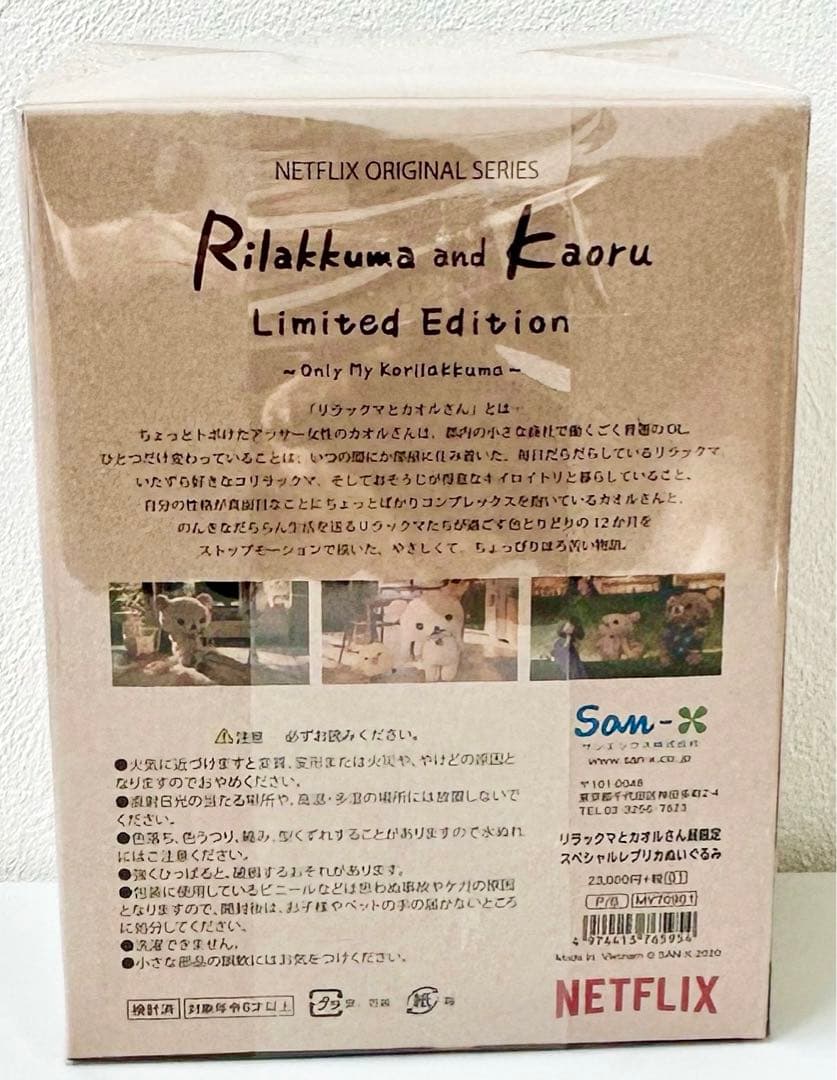 NETFLIX ORIGINAL SERIES
Rilakkuma and Kaoru
Limited Edition
~Only My Korilakkuma~
「リラックマとカオルさん」とは
ちょっとトボけたアラサー女性のカオルさんは、都内の小さな商社で働くごく普通のOL。
ひとつだけ変わっていることは、いつの間にか部屋に住み着いた、毎日だらだらしているリラックマ、
いたずら好きなコリラックマ、そしておそうじが得意なキイロイトリと暮らしていること。
自分の性格が真面目なことにちょっとばかりコンプレックスを抱いているカオルさんと、
のんきなだららん生活を送るリラックマたちが過ごす色とりどりの12か月を
ストップモーションで描いた、やさしくて、ちょっぴりほろ苦い物語。
⚠注意 必ずお読みください。
●火気に近づけますと変質、変形または火災や、やけどの原因と
なりますのでおやめください。
●直射日光の当たる場所や、高温・多湿の場所には放置しないで
ください。
●色落ち、色うつり、縮み、型くずれすることがありますので水ぬれ
にはご注意ください。
●強くひっぱると、破損するおそれがあります。
●包装に使用しているビニールなどは思わぬ事故やケガの原因
となりますので、開封後は、お子様やペットの手の届かないところ
に処分してください。
●洗濯できません。
●小さな部品の誤飲にはお気をつけください。
検針済 対象年令6才以上 プラ 包装 紙 箱
San-X
サンエックス株式会社
www.san-x.co.jp
〒101-0048
東京都千代田区神田多町2-4
リラックマとカオルさん展限定
スペシャルレプリカぬいぐるみ
23,000円+税 01
MY70901
Made in Vietnam © SAN-X 2020
NETFLIX